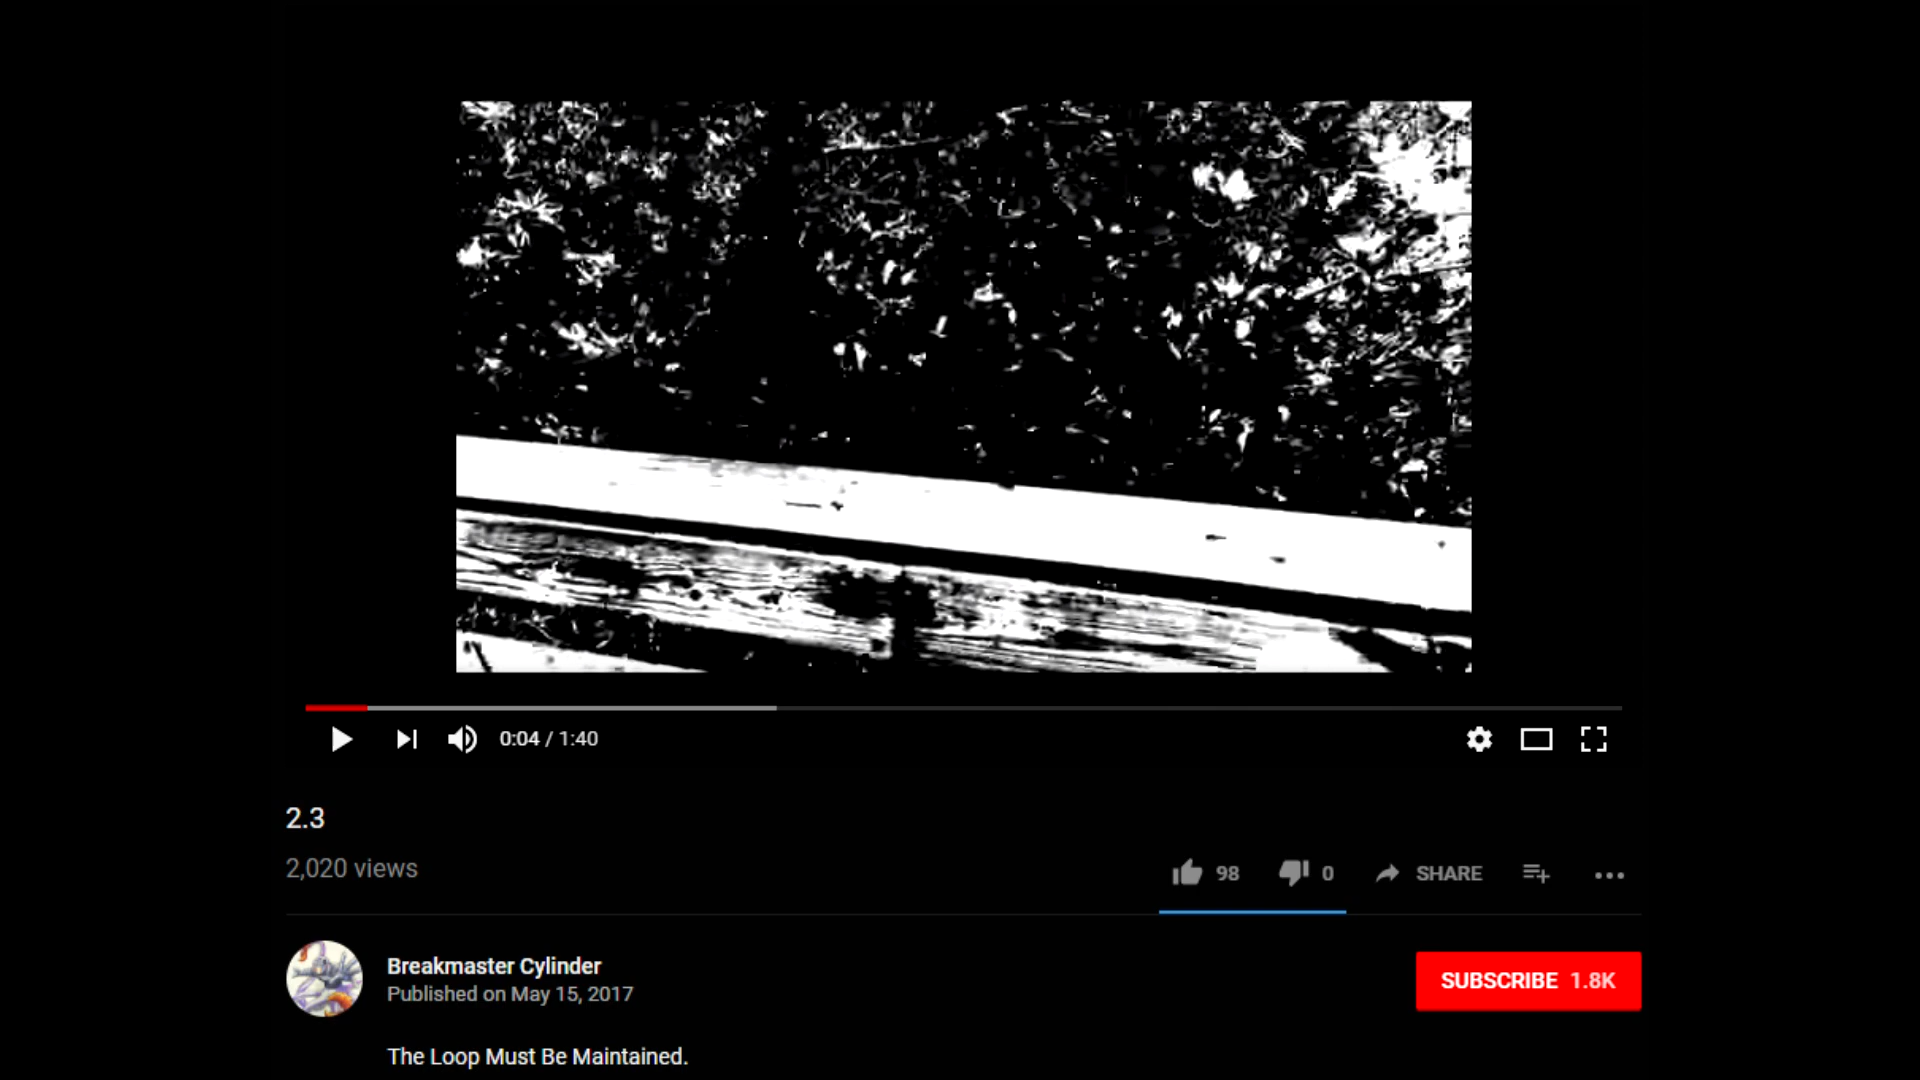 0:04 / 1:40
2.3
2,020 views
98
0
SHARE
Breakmaster Cylinder
Published on May 15, 2017
SUBSCRIBE 1.8K
The Loop Must Be Maintained.